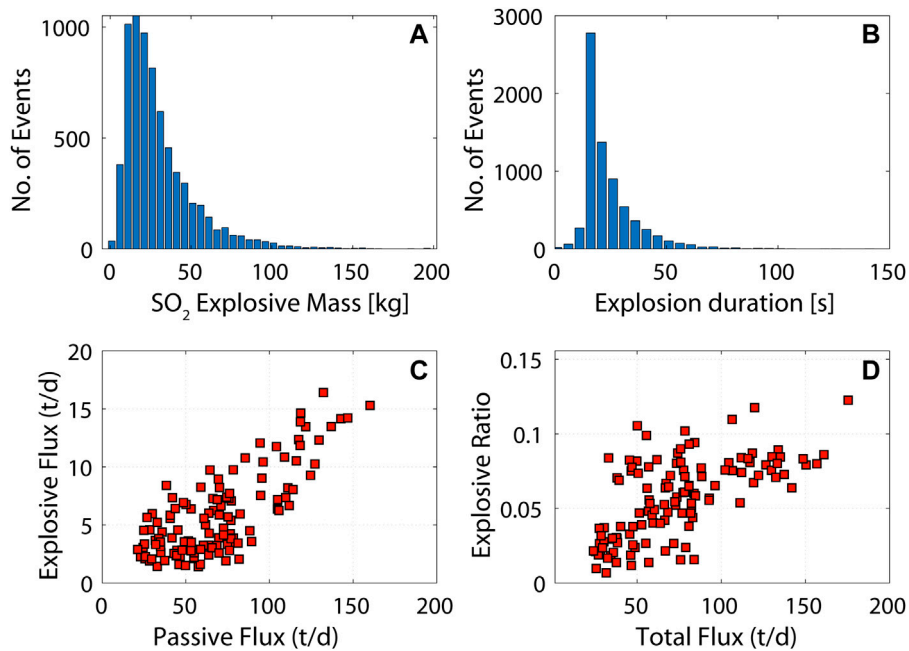 A
1000
500
0
No. of Events
0 50 100 150 200
SO2 Explosive Mass [kg]
B
3000
2000
1000
0
No. of Events
0 50 100 150
Explosion duration [s]
C
20
15
10
5
0
Explosive Flux (t/d)
0 50 100 150 200
Passive Flux (t/d)
D
0.15
0.1
0.05
0
Explosive Ratio
50 100 150 200
Total Flux (t/d)